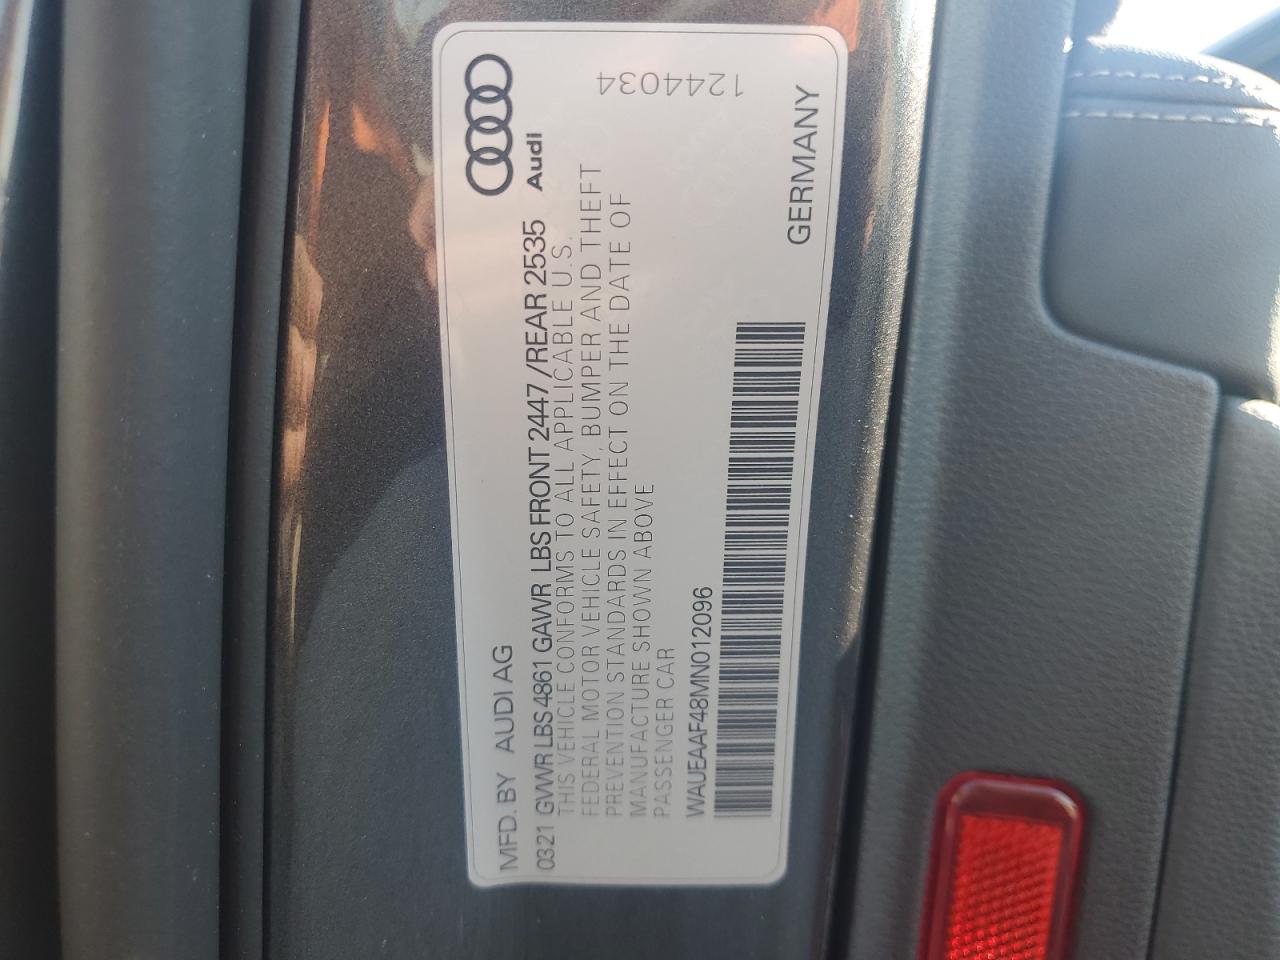 MFD. BY AUDI AG
0321 GVWR LBS 4861 GAWR LBS FRONT 2447 /REAR 2535
Audi
THIS VEHICLE CONFORMS TO ALL APPLICABLE U.S.
FEDERAL MOTOR VEHICLE SAFETY, BUMPER AND THEFT
PREVENTION STANDARDS IN EFFECT ON THE DATE OF
MANUFACTURE SHOWN ABOVE
PASSENGER CAR
WAUEAAF48MN012096
1244034
GERMANY